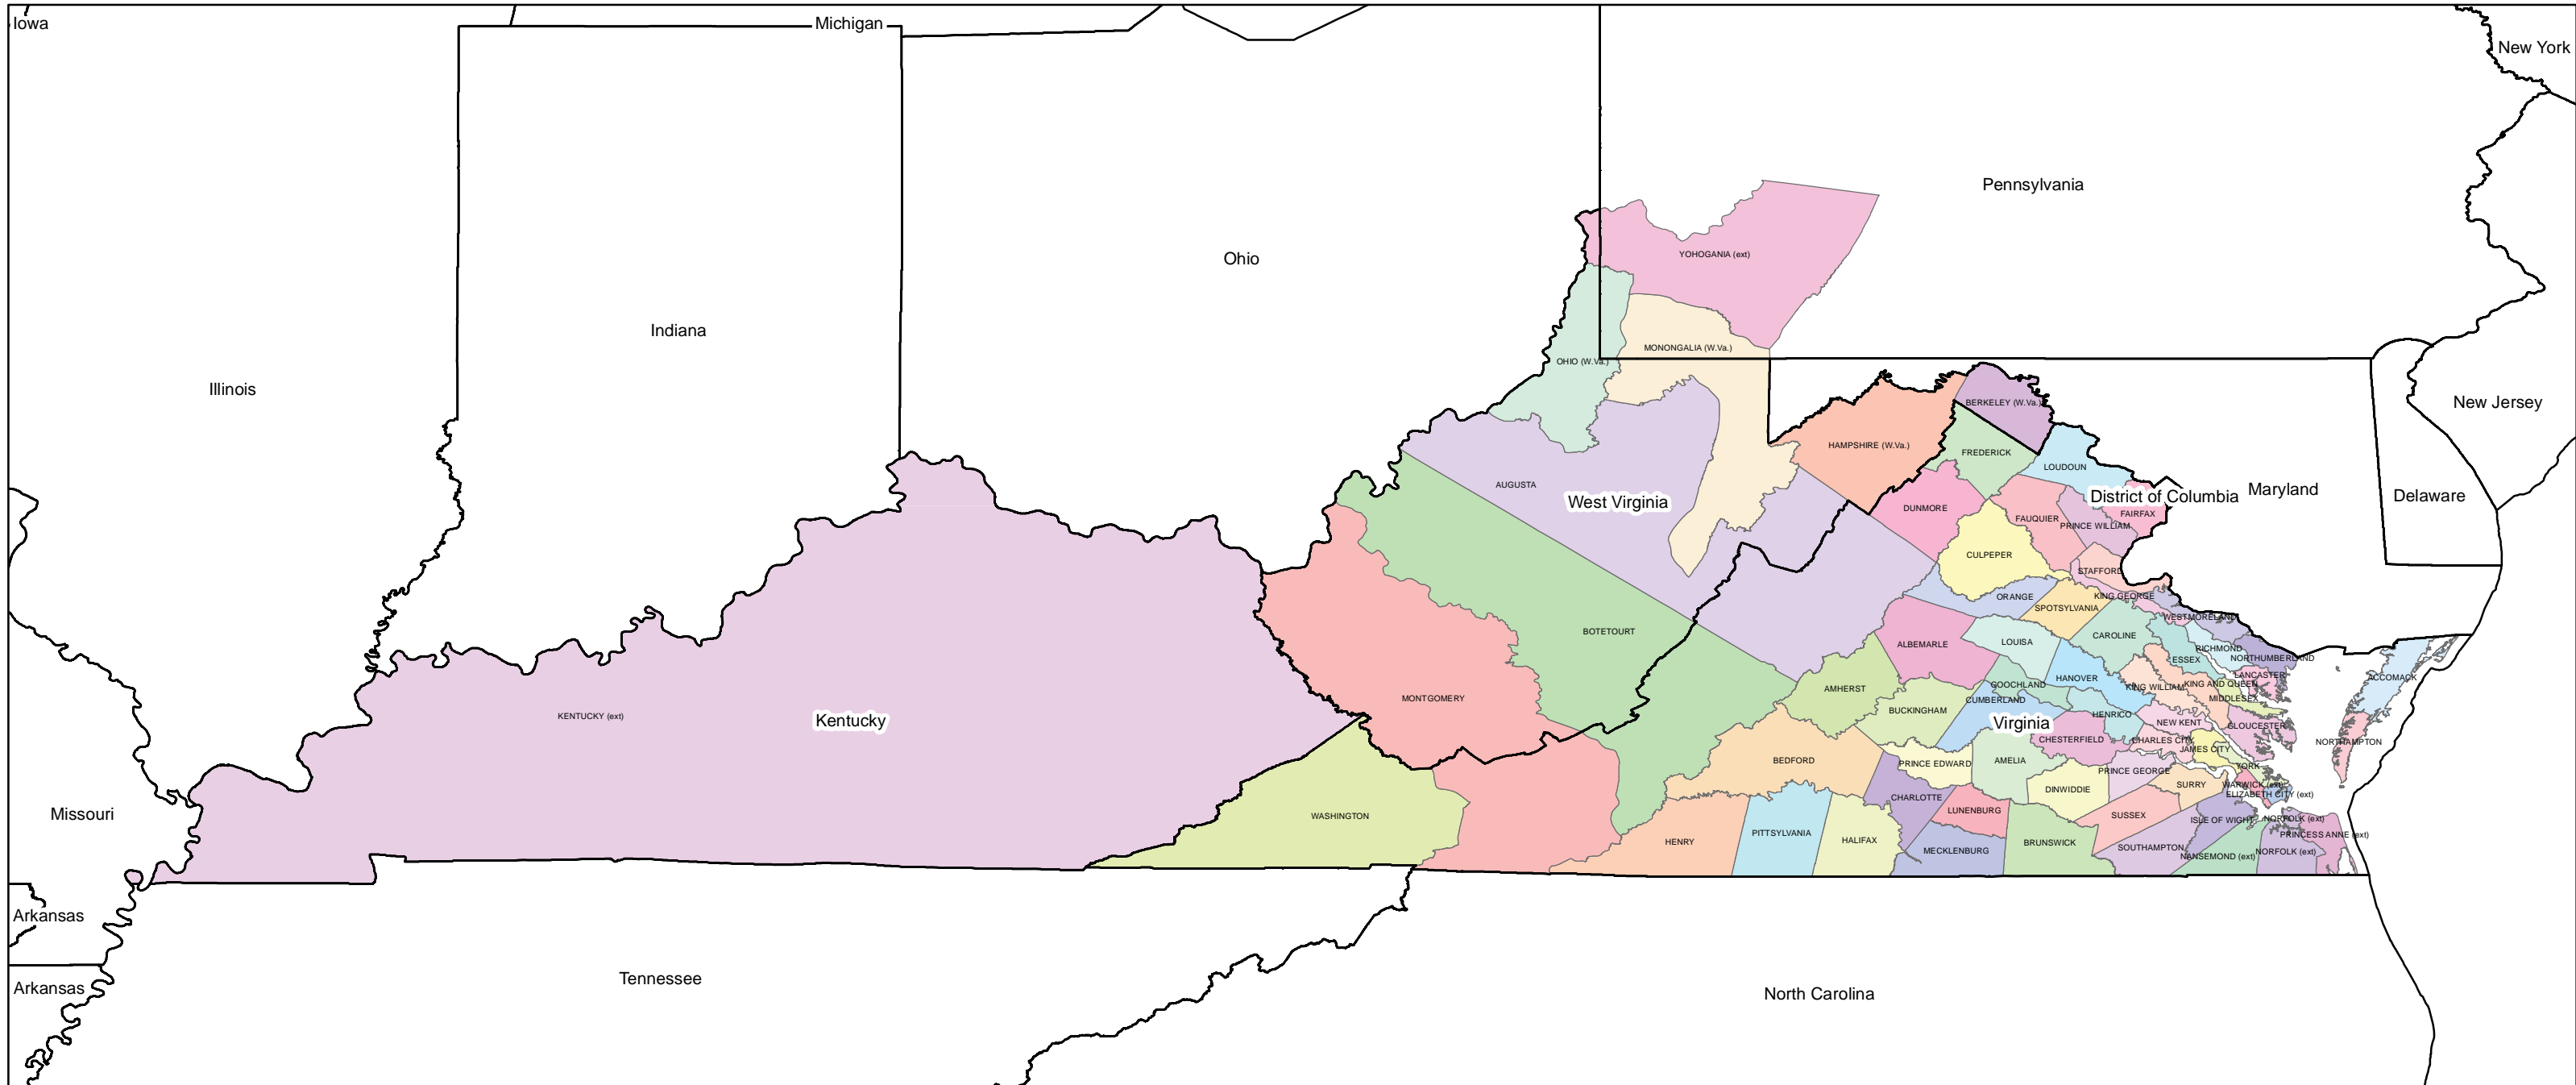 Iowa
Michigan
New York
Pennsylvania
Ohio
YOHOGANIA (ext)
Indiana
MONONGALIA (W.Va.)
OHIO (W.Va.)
Illinois
New Jersey
BERKELEY (W.Va.)
HAMPSHIRE (W.Va.)
FREDERICK
LOUDOUN
AUGUSTA
West Virginia
District of Columbia
Maryland
Delaware
DUNMORE
FAIRFAX
FAUQUIER
PRINCE WILLIAM
CULPEPER
STAFFORD
ORANGE
KING GEORGE
SPOTSYLVANIA
WESTMORELAND
BOTETOURT
CAROLINE
ALBEMARLE
LOUISA
RICHMOND
ESSEX
NORTHUMBERLAND
LANCASTER
ACCOMACK
HANOVER
GOOCHLAND
KING WILLIAM
KING AND QUEEN
AMHERST
MONTGOMERY
CUMBERLAND
MIDDLESEX
BUCKINGHAM
KENTUCKY (ext)
Kentucky
HENRICO
Virginia
NEW KENT
GLOUCESTER
CHESTERFIELD
CHARLES CITY
NORTHAMPTON
JAMES CITY
BEDFORD
AMELIA
PRINCE EDWARD
YORK
PRINCE GEORGE
SURRY
WARWICK (ext)
DINWIDDIE
ELIZABETH CITY (ext)
CHARLOTTE
LUNENBURG
Missouri
WASHINGTON
SUSSEX
NORFOLK (ext)
ISLE OF WIGHT
PITTSYLVANIA
PRINCESS ANNE (ext)
HENRY
HALIFAX
BRUNSWICK
SOUTHAMPTON
MECKLENBURG
NORFOLK (ext)
NANSEMOND (ext)
Arkansas
Tennessee
Arkansas
North Carolina